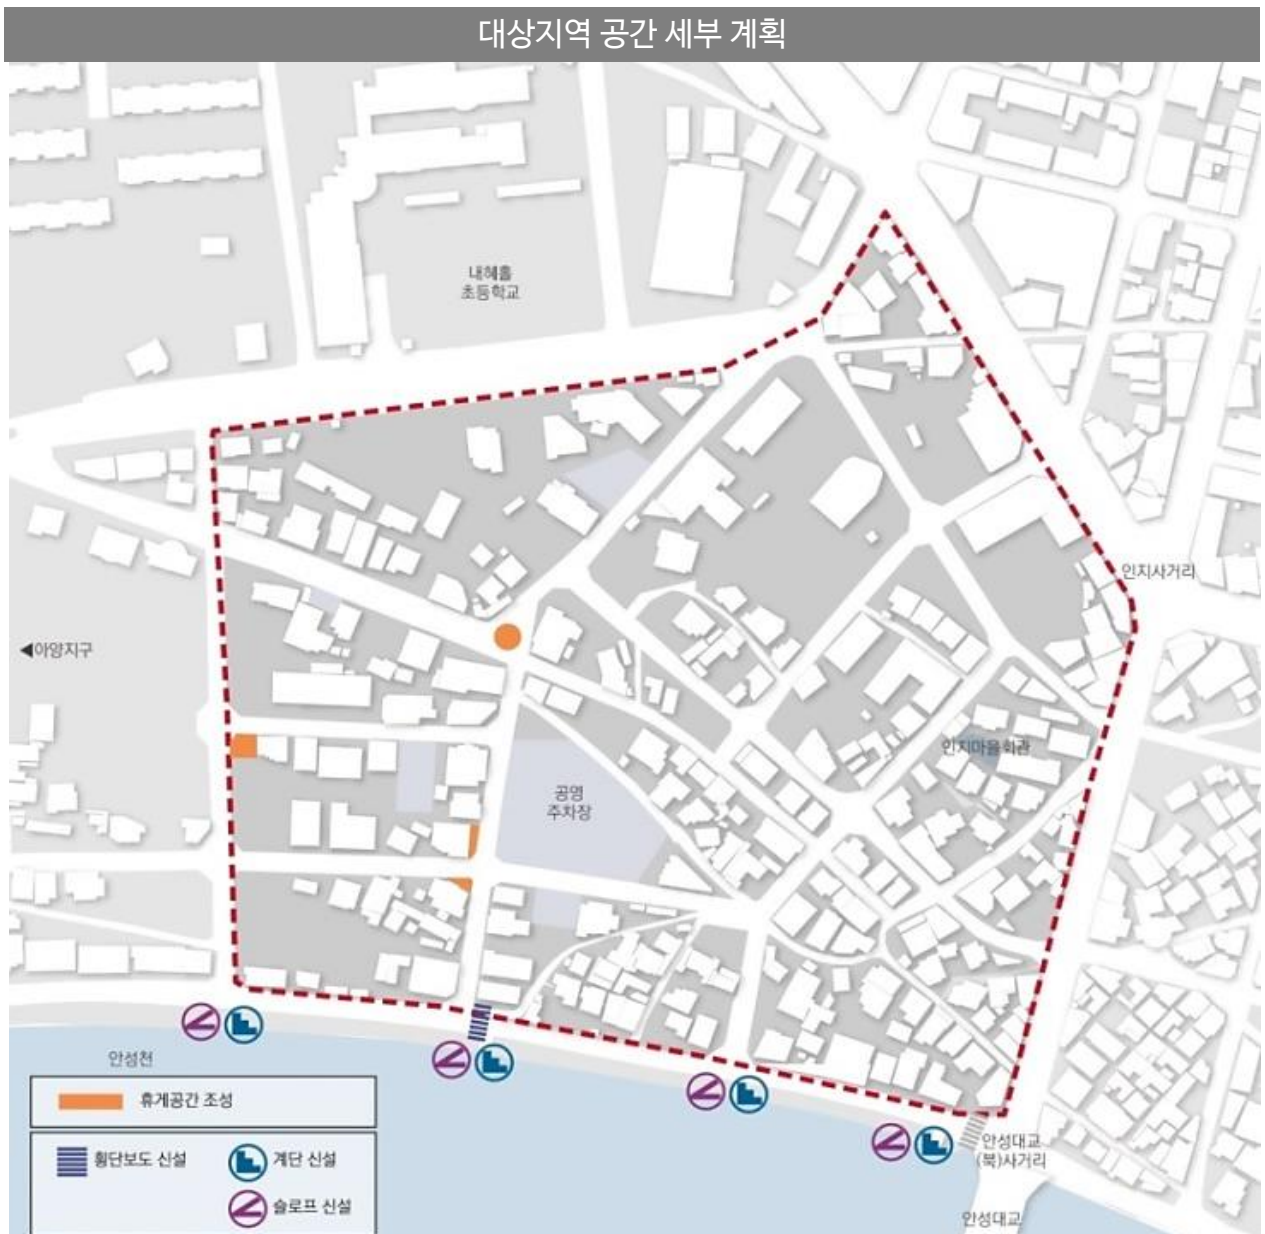 대상지역 공간 세부 계획
내혜홀
초등학교
인지사거리
◀아양지구
인지마을회관
공영
주차장
안성천
휴게공간 조성
횡단보도 신설
계단 신설
슬로프 신설
안성대교
(북)사거리
안성대교